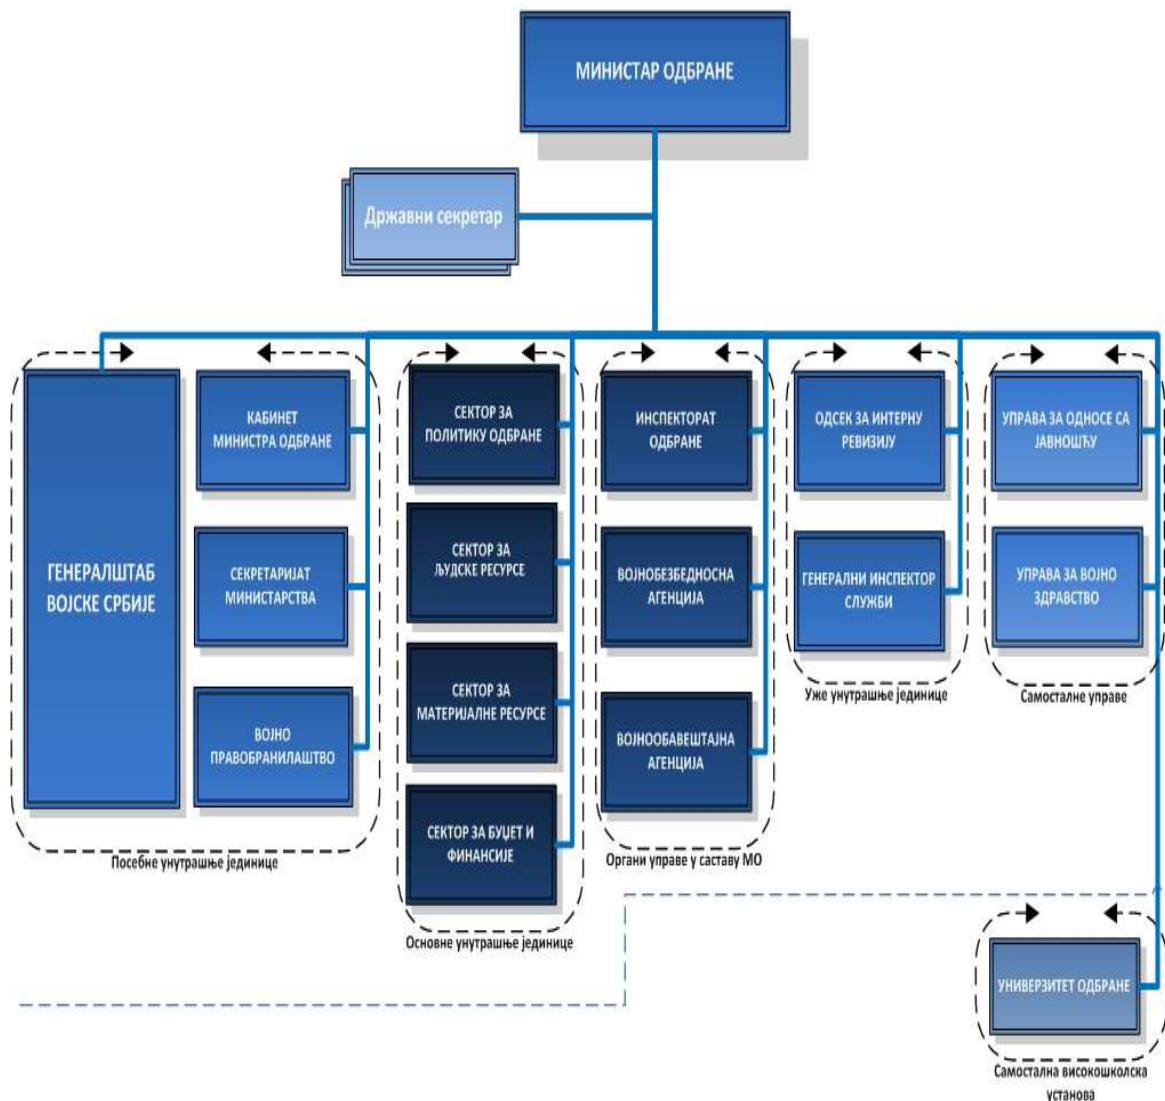 МИНИСТАР ОДБРАНЕ
Државни секретар
ГЕНЕРАЛШТАБ
ВОЈСКЕ СРБИЈЕ
КАБИНЕТ
МИНИСТРА ОДБРАНЕ
СЕКРЕТАРИЈАТ
МИНИСТАРСТВА
ВОЈНО
ПРАВОБРАНИЛАШТВО
Посебне унутрашње јединице
СЕКТОР ЗА
ПОЛИТИКУ ОДБРАНЕ
СЕКТОР ЗА
ЉУДСКЕ РЕСУРСЕ
СЕКТОР ЗА
МАТЕРИЈАЛНЕ РЕСУРСЕ
СЕКТОР ЗА БУЏЕТ И
ФИНАНСИЈЕ
Основне унутрашње јединице
ИНСПЕКТОРАТ
ОДБРАНЕ
ВОЈНОБЕЗБЕДНОСНА
АГЕНЦИЈА
ВОЈНООБАВЕШТАЈНА
АГЕНЦИЈА
Органи управе у саставу МО
ОДСЕК ЗА ИНТЕРНУ
РЕВИЗИЈУ
ГЕНЕРАЛНИ ИНСПЕКТОР
СЛУЖБИ
Уже унутрашње јединице
УПРАВА ЗА ОДНОСЕ СА
ЈАВНОШЋУ
УПРАВА ЗА ВОЈНО
ЗДРАВСТВО
Самосталне управе
УНИВЕРЗИТЕТ ОДБРАНЕ
Самостална високошколска
установа